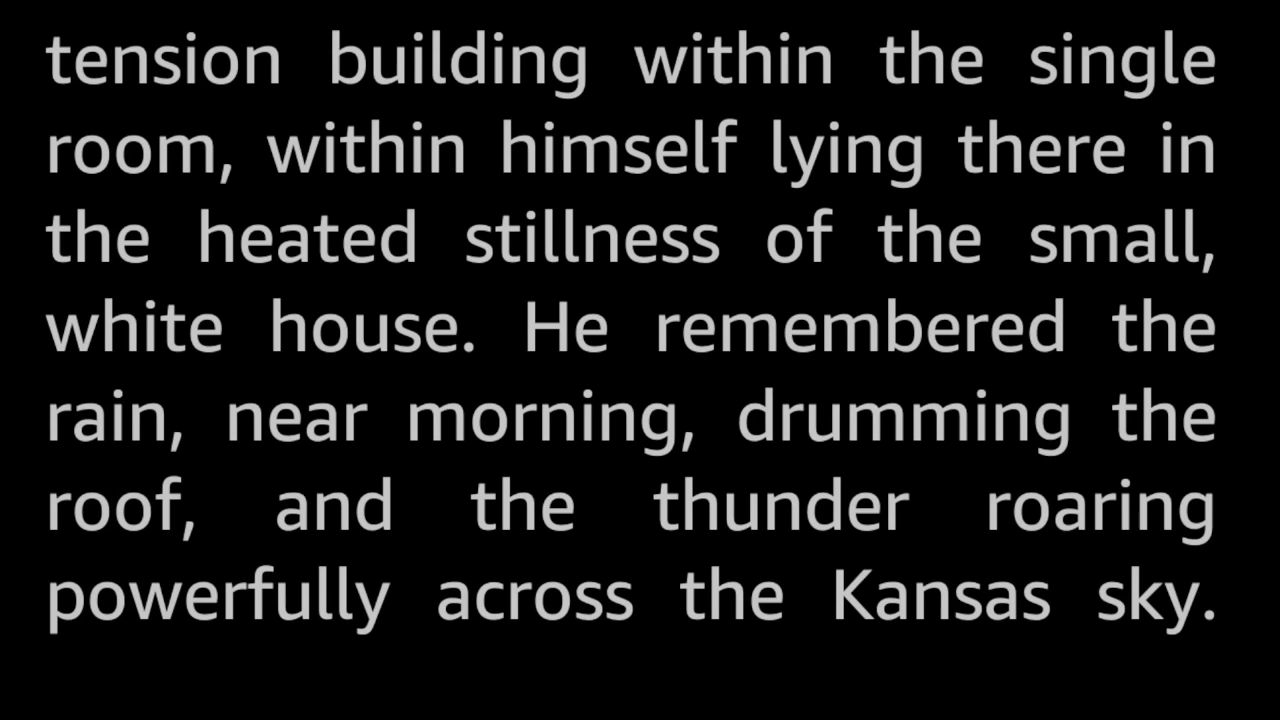 tension building within the single
room, within himself lying there in
the heated stillness of the small,
white house. He remembered the
rain, near morning, drumming the
roof, and the thunder roaring
powerfully across the Kansas sky.